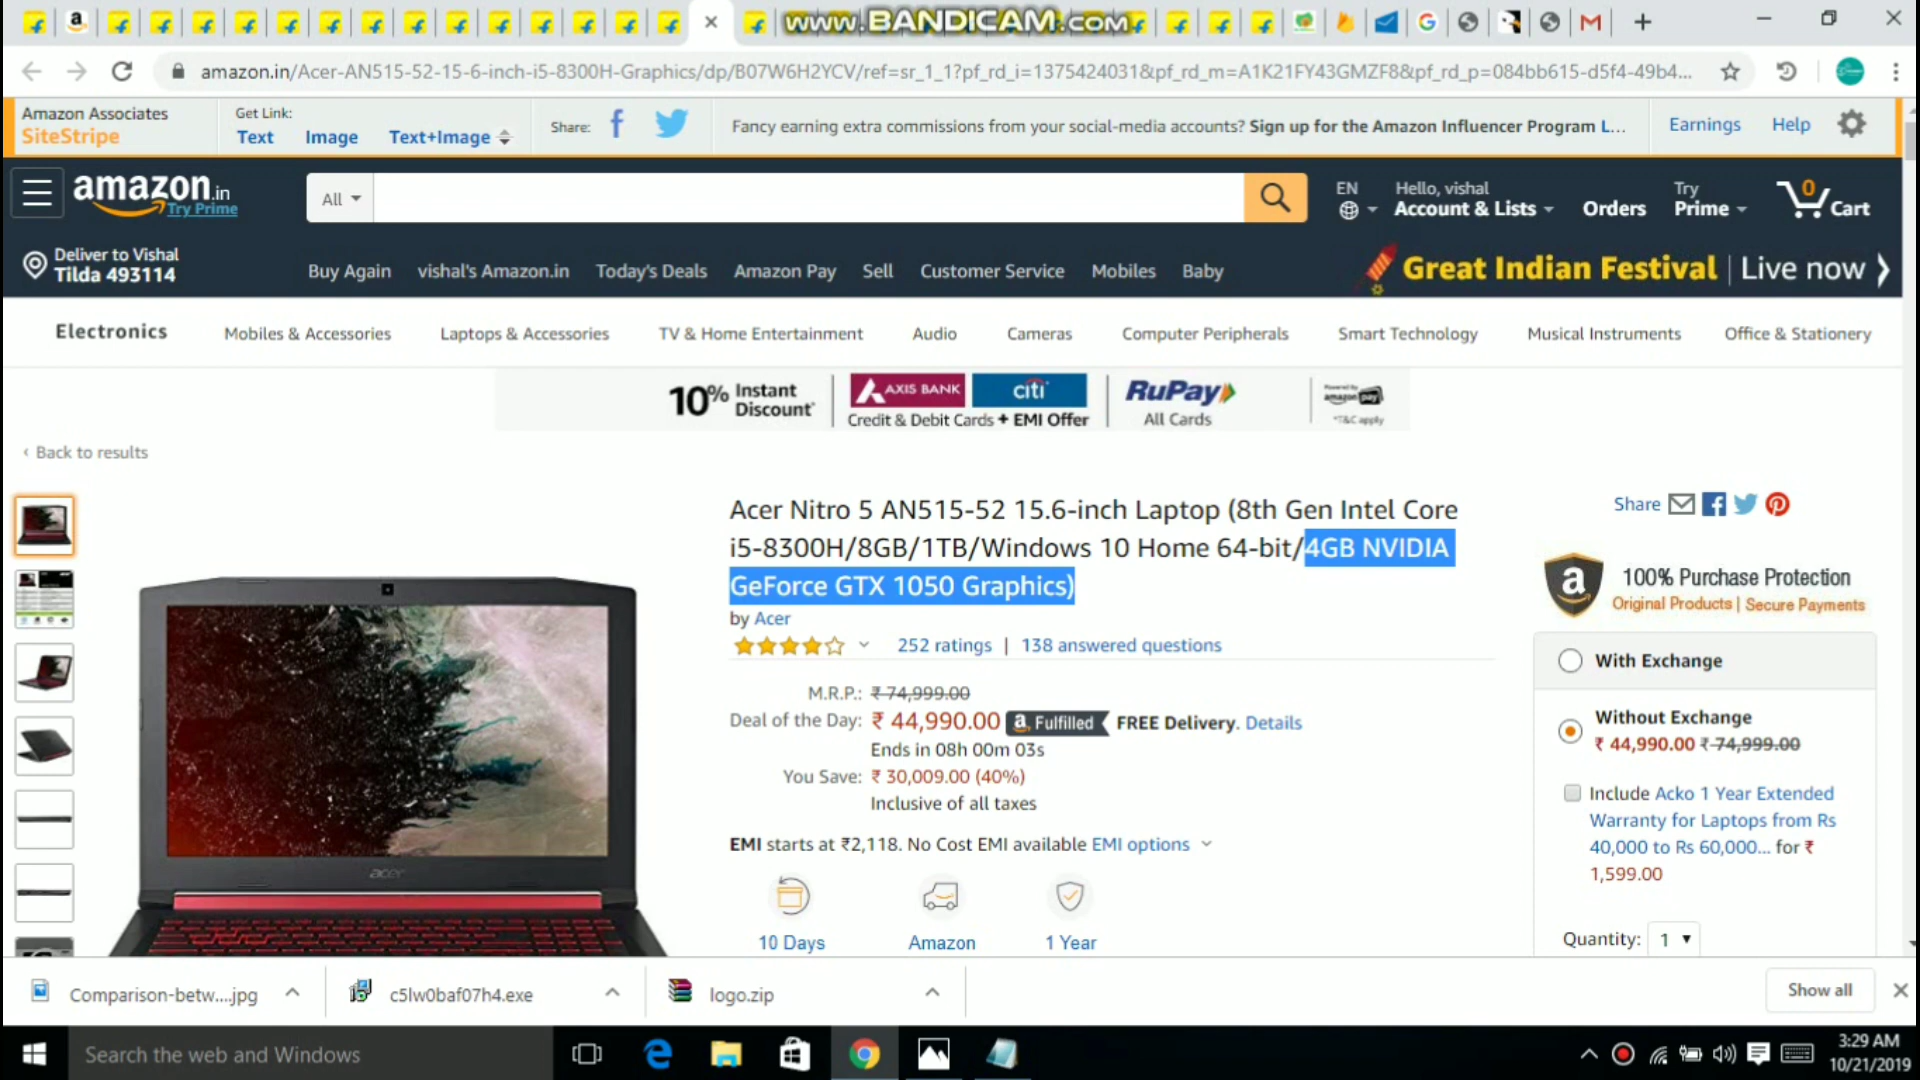 www.BANDICAM.com
amazon.in/Acer-AN515-52-15-6-inch-i5-8300H-Graphics/dp/B07W6H2YCV/ref=sr_1_1?pf_rd_i=1375424031&pf_rd_m=A1K21FY43GMZF8&pf_rd_p=084bb615-d5f4-49b4...
Amazon Associates
SiteStripe
Get Link:
Text Image Text+Image
Share:
Fancy earning extra commissions from your social-media accounts? Sign up for the Amazon Influencer Program L...
Earnings Help
amazon.in
Try Prime
All
EN
Hello, vishal
Account & Lists
Orders
Try
Prime
0
Cart
Deliver to Vishal
Tilda 493114
Buy Again vishal's Amazon.in Today's Deals Amazon Pay Sell Customer Service Mobiles Baby
Great Indian Festival | Live now
Electronics Mobiles & Accessories Laptops & Accessories TV & Home Entertainment Audio Cameras Computer Peripherals Smart Technology Musical Instruments Office & Stationery
10% Instant
Discount*
AXIS BANK citi
Credit & Debit Cards + EMI Offer
RuPay
All Cards
Powered by
amazon pay
*T&C apply
‹ Back to results
Acer Nitro 5 AN515-52 15.6-inch Laptop (8th Gen Intel Core
i5-8300H/8GB/1TB/Windows 10 Home 64-bit/4GB NVIDIA
GeForce GTX 1050 Graphics)
by Acer
252 ratings | 138 answered questions
M.R.P.: ₹ 74,999.00
Deal of the Day: ₹ 44,990.00 a Fulfilled FREE Delivery. Details
Ends in 08h 00m 03s
You Save: ₹ 30,009.00 (40%)
Inclusive of all taxes
EMI starts at ₹2,118. No Cost EMI available EMI options
10 Days Amazon 1 Year
acer
Share
a
100% Purchase Protection
Original Products | Secure Payments
With Exchange
Without Exchange
₹ 44,990.00 ₹ 74,999.00
Include Acko 1 Year Extended
Warranty for Laptops from Rs
40,000 to Rs 60,000... for ₹
1,599.00
Quantity: 1
Comparison-betw....jpg
c5lw0baf07h4.exe
logo.zip
Show all
Search the web and Windows
3:29 AM
10/21/2019